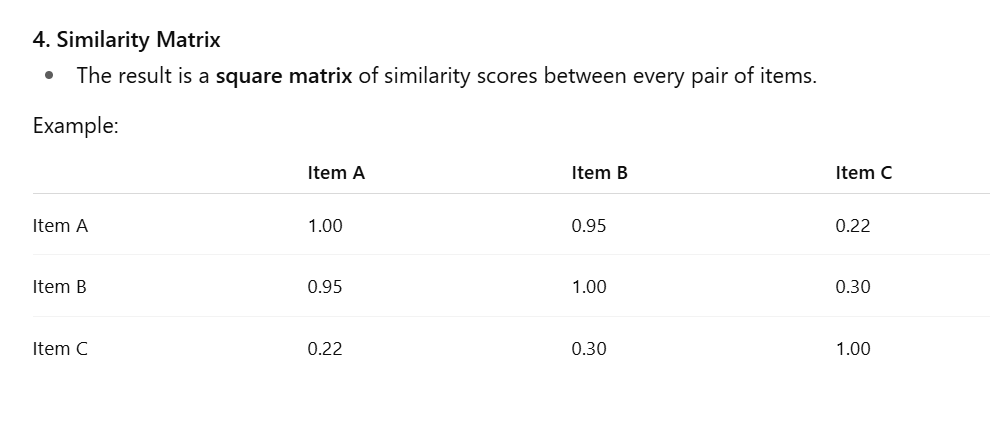 4. Similarity Matrix
• The result is a square matrix of similarity scores between every pair of items.
Example:
Item A Item B Item C
Item A 1.00 0.95 0.22
Item B 0.95 1.00 0.30
Item C 0.22 0.30 1.00